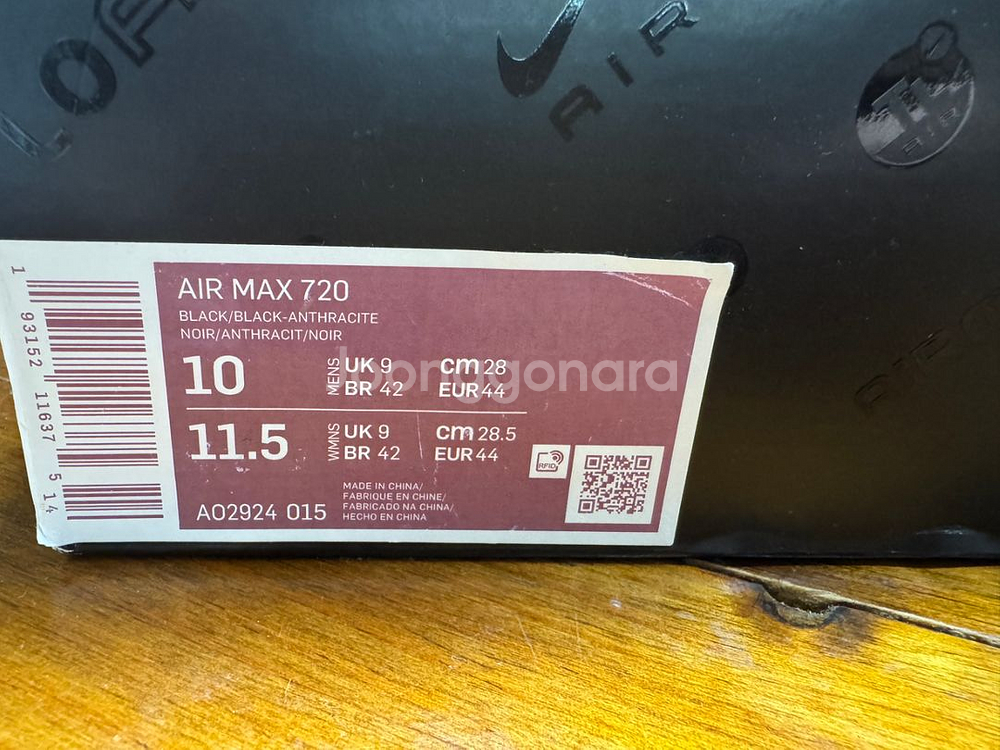 AIR
1
93152 11637 5 14
AIR MAX 720
BLACK/BLACK-ANTHRACITE
NOIR/ANTHRACIT/NOIR
10
MENS
UK 9
cm 28
BR 42
EUR 44
11.5
WMNS
UK 9
cm 28.5
BR 42
EUR 44
RFID
AO2924 015
MADE IN CHINA/
FABRIQUE EN CHINE/
FABRICADO NA CHINA/
HECHO EN CHINA
joonggonara